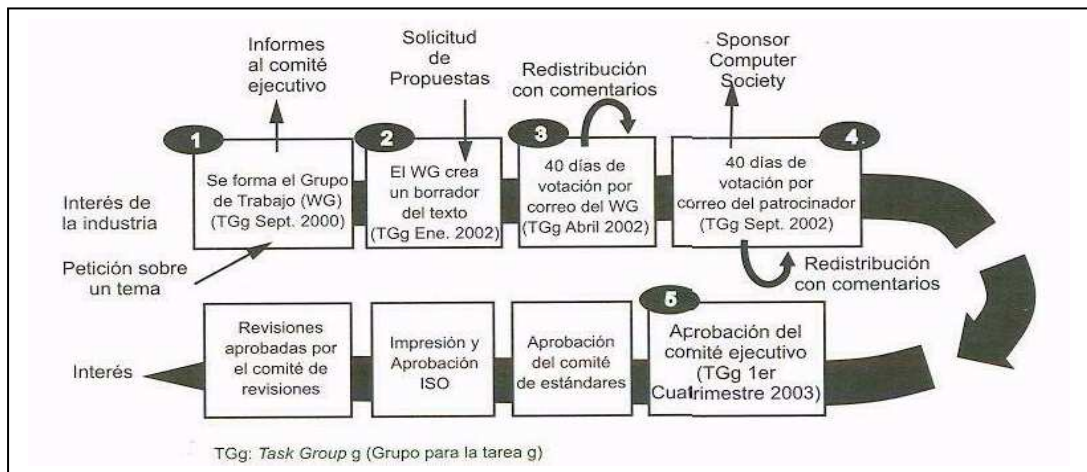 Informes
al comité
ejecutivo
Solicitud
de
Propuestas
Redistribución
con comentarios
Sponsor
Computer
Society
1
2
3
4
Interés de
la industria
Se forma el Grupo
de Trabajo (WG)
(TGg Sept. 2000)
El WG crea
un borrador
del texto
(TGg Ene. 2002)
40 días de
votación por
correo del WG
(TGg Abril 2002)
40 días de
votación por
correo del patrocinador
(TGg Sept. 2002)
Petición sobre
un tema
Redistribución
con comentarios
5
Interés
Revisiones
aprobadas por
el comité de
revisiones
Impresión y
Aprobación
ISO
Aprobación
del comité
de estándares
Aprobación del
comité ejecutivo
(TGg 1er
Cuatrimestre 2003)
TGg: Task Group g (Grupo para la tarea g)